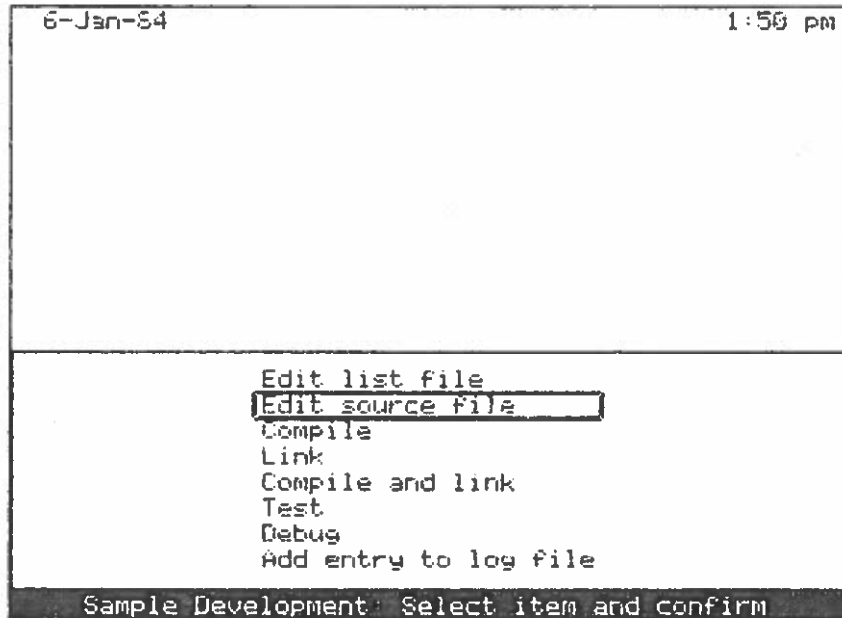 6-Jan-84 1:50 pm
Edit list file
Edit source file
Compile
Link
Compile and link
Test
Debug
Add entry to log file
Sample Development Select item and confirm